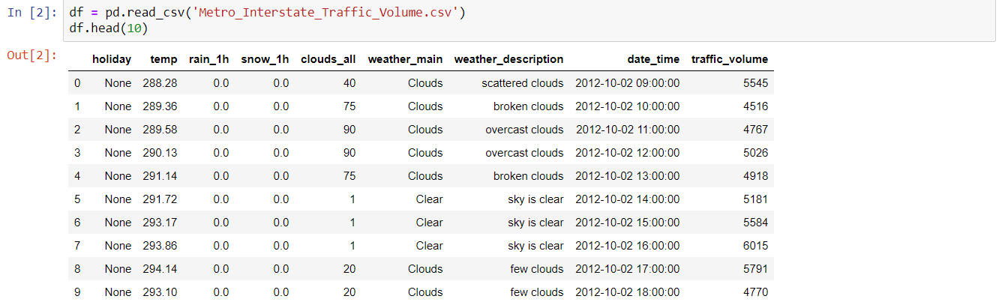 In [2]: df = pd.read_csv('Metro_Interstate_Traffic_Volume.csv')
df.head(10)
Out[2]:
holiday temp rain_1h snow_1h clouds_all weather_main weather_description date_time traffic_volume
0 None 288.28 0.0 0.0 40 Clouds scattered clouds 2012-10-02 09:00:00 5545
1 None 289.36 0.0 0.0 75 Clouds broken clouds 2012-10-02 10:00:00 4516
2 None 289.58 0.0 0.0 90 Clouds overcast clouds 2012-10-02 11:00:00 4767
3 None 290.13 0.0 0.0 90 Clouds overcast clouds 2012-10-02 12:00:00 5026
4 None 291.14 0.0 0.0 75 Clouds broken clouds 2012-10-02 13:00:00 4918
5 None 291.72 0.0 0.0 1 Clear sky is clear 2012-10-02 14:00:00 5181
6 None 293.17 0.0 0.0 1 Clear sky is clear 2012-10-02 15:00:00 5584
7 None 293.86 0.0 0.0 1 Clear sky is clear 2012-10-02 16:00:00 6015
8 None 294.14 0.0 0.0 20 Clouds few clouds 2012-10-02 17:00:00 5791
9 None 293.10 0.0 0.0 20 Clouds few clouds 2012-10-02 18:00:00 4770